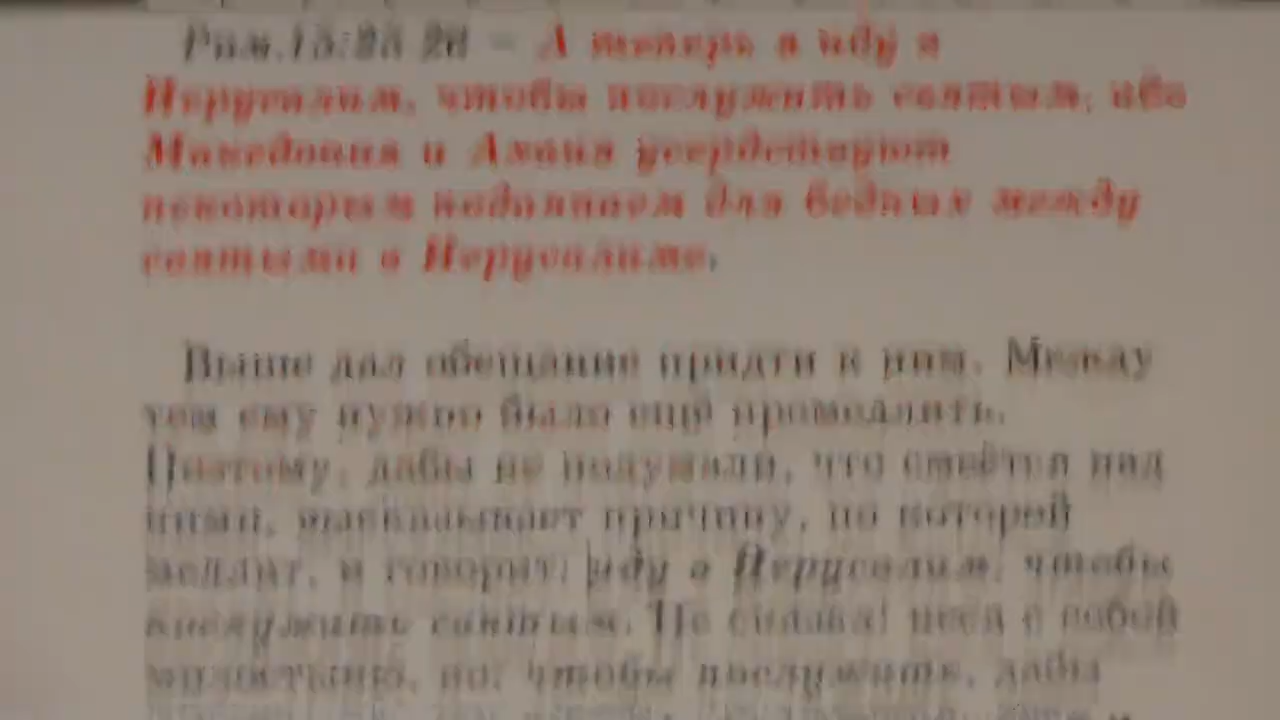 Рим.15:25 26 – А теперь я иду в
Иерусалим, чтобы послужить святым, ибо
Македония и Ахаия усердствуют
некоторым подаянием для бедных между
святыми в Иерусалиме.
Выше дал обещание придти к ним. Между
тем ему нужно было ещё промедлить.
Поэтому, дабы не подумали, что смеётся над
ними, высказывает причину, по которой
медлит, и говорит: иду в Иерусалим, чтобы
послужить святым. Не сказал: неся с собой
милостыню, но: чтобы послужить, дабы